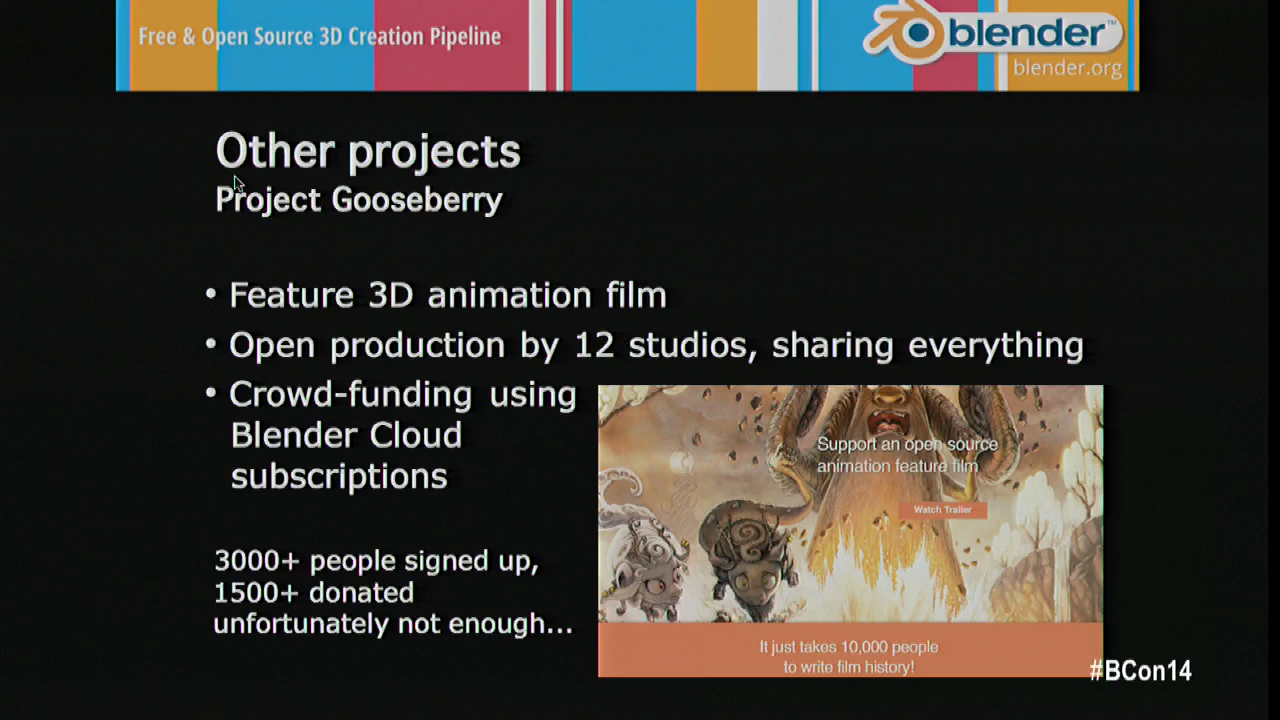 Free & Open Source 3D Creation Pipeline
blender™
blender.org
Other projects
Project Gooseberry
• Feature 3D animation film
• Open production by 12 studios, sharing everything
• Crowd-funding using
Blender Cloud
subscriptions
3000+ people signed up,
1500+ donated
unfortunately not enough...
Support an open source
animation feature film
Watch Trailer
It just takes 10,000 people
to write film history!
#BCon14